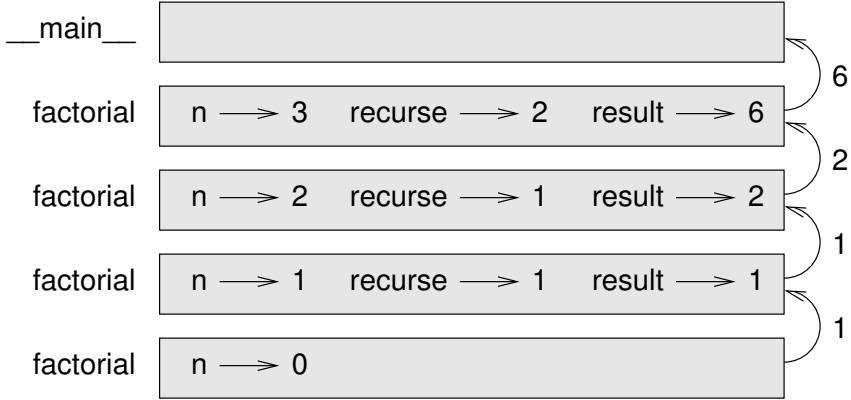 __main__
6
factorial n 3 recurse 2 result 6
2
factorial n 2 recurse 1 result 2
1
factorial n 1 recurse 1 result 1
1
factorial n 0